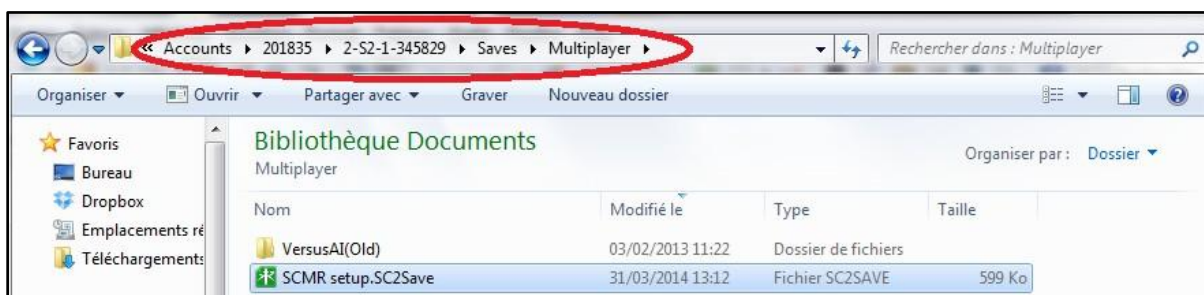 « Accounts ▸ 201835 ▸ 2-S2-1-345829 ▸ Saves ▸ Multiplayer ▸ Rechercher dans : Multiplayer
Organiser ▾ Ouvrir ▾ Partager avec ▾ Graver Nouveau dossier
Favoris
Bureau
Dropbox
Emplacements ré
Téléchargements
Bibliothèque Documents
Multiplayer
Organiser par : Dossier ▾
Nom Modifié le Type Taille
VersusAI(Old) 03/02/2013 11:22 Dossier de fichiers
SCMR setup.SC2Save 31/03/2014 13:12 Fichier SC2SAVE 599 Ko